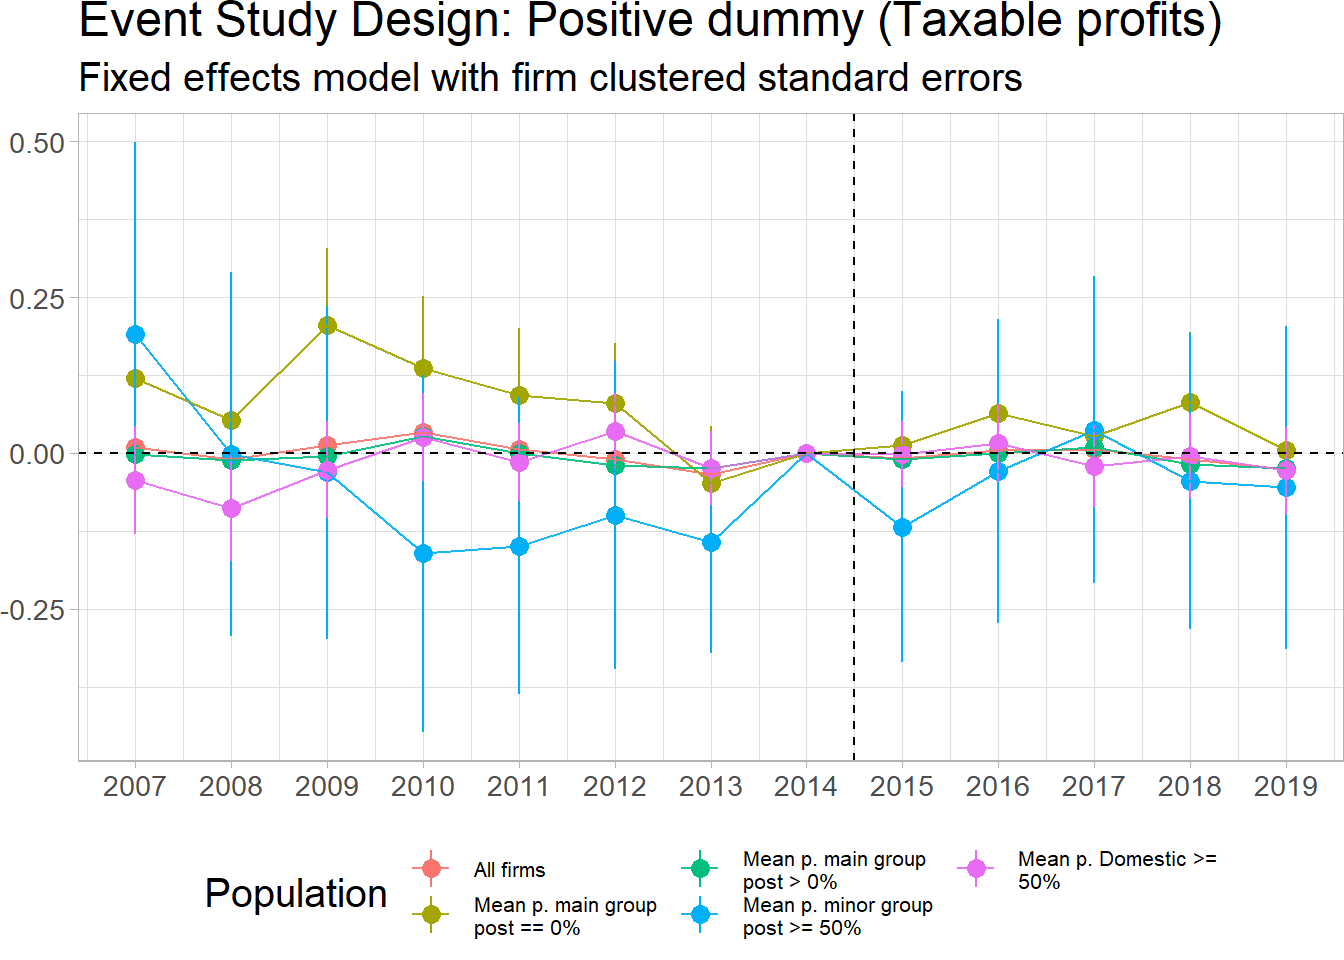 Event Study Design: Positive dummy (Taxable profits)
Fixed effects model with firm clustered standard errors
0.50
0.25
0.00
-0.25
2007 2008 2009 2010 2011 2012 2013 2014 2015 2016 2017 2018 2019
Population
All firms
Mean p. main group
post == 0%
Mean p. main group
post > 0%
Mean p. minor group
post >= 50%
Mean p. Domestic >=
50%